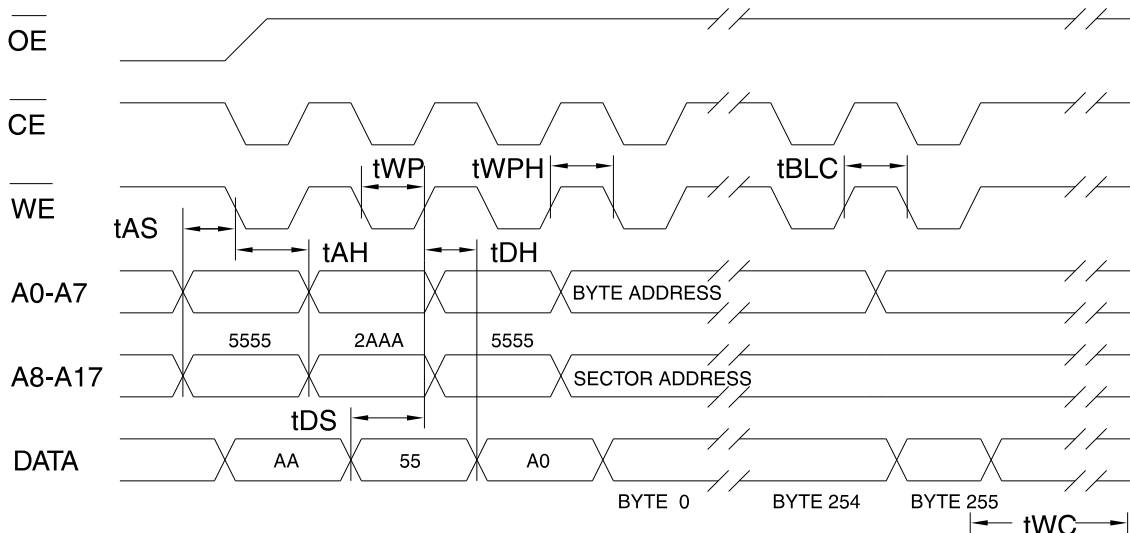 OE
CE
tWP tWPH tBLC
WE
tAS
tAH tDH
A0-A7 BYTE ADDRESS
5555 2AAA 5555
A8-A17 SECTOR ADDRESS
tDS
DATA AA 55 A0
BYTE 0 BYTE 254 BYTE 255
tWC